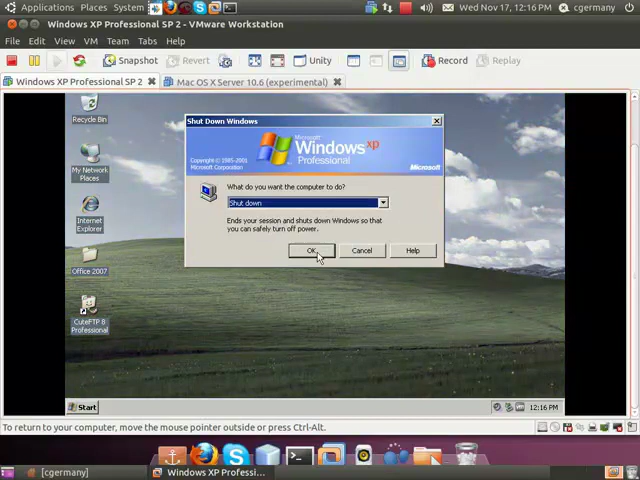 Applications Places System
Wed Nov 17, 12:16 PM cgermany
Windows XP Professional SP 2 - VMware Workstation
File Edit View VM Team Tabs Help
Snapshot Revert Unity Record Replay
Windows XP Professional SP 2
Mac OS X Server 10.6 (experimental)
Recycle Bin
My Network
Places
Internet
Explorer
Office 2007
CuteFTP 8
Professional
Shut Down Windows
Copyright © 1985-2001
Microsoft Corporation
Microsoft
Windows xp
Professional
Microsoft
What do you want the computer to do?
Shut down
Ends your session and shuts down Windows so that
you can safely turn off power.
OK Cancel Help
Start
12:16 PM
To return to your computer, move the mouse pointer outside or press Ctrl-Alt.
[cgermany]
Windows XP Professi...